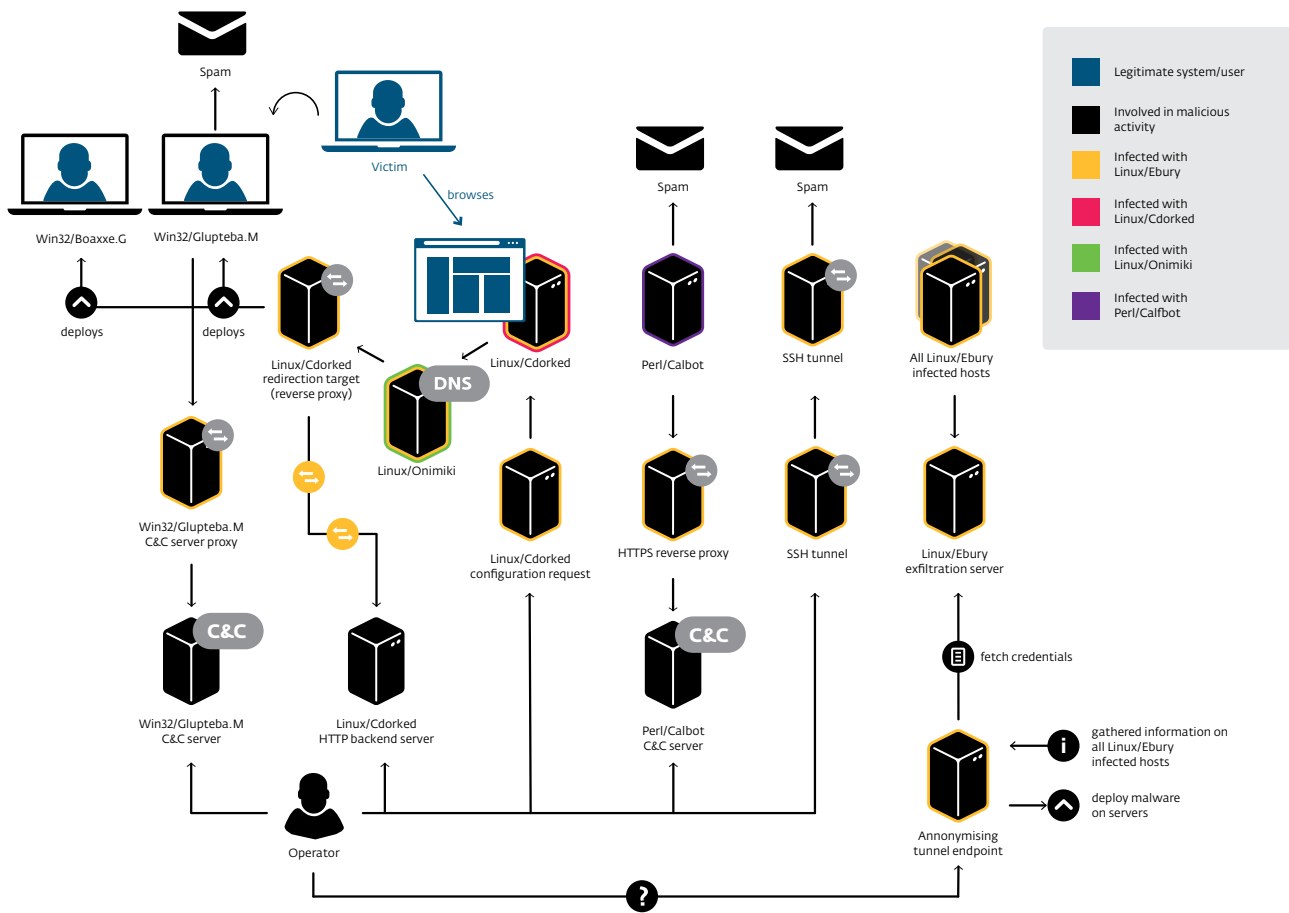 Spam
Victim
browses
Win32/Boaxxe.G
Win32/Glupteba.M
deploys
deploys
Linux/Cdorked
redirection target
(reverse proxy)
DNS
Linux/Onimiki
Linux/Cdorked
Spam
Spam
Perl/Calbot
SSH tunnel
All Linux/Ebury
infected hosts
Win32/Glupteba.M
C&C server proxy
Linux/Cdorked
configuration request
HTTPS reverse proxy
SSH tunnel
Linux/Ebury
exfiltration server
C&C
Win32/Glupteba.M
C&C server
Linux/Cdorked
HTTP backend server
C&C
Perl/Calbot
C&C server
fetch credentials
i
gathered information on
all Linux/Ebury
infected hosts
deploy malware
on servers
Annonymising
tunnel endpoint
Operator
?
Legitimate system/user
Involved in malicious
activity
Infected with
Linux/Ebury
Infected with
Linux/Cdorked
Infected with
Linux/Onimiki
Infected with
Perl/Calfbot